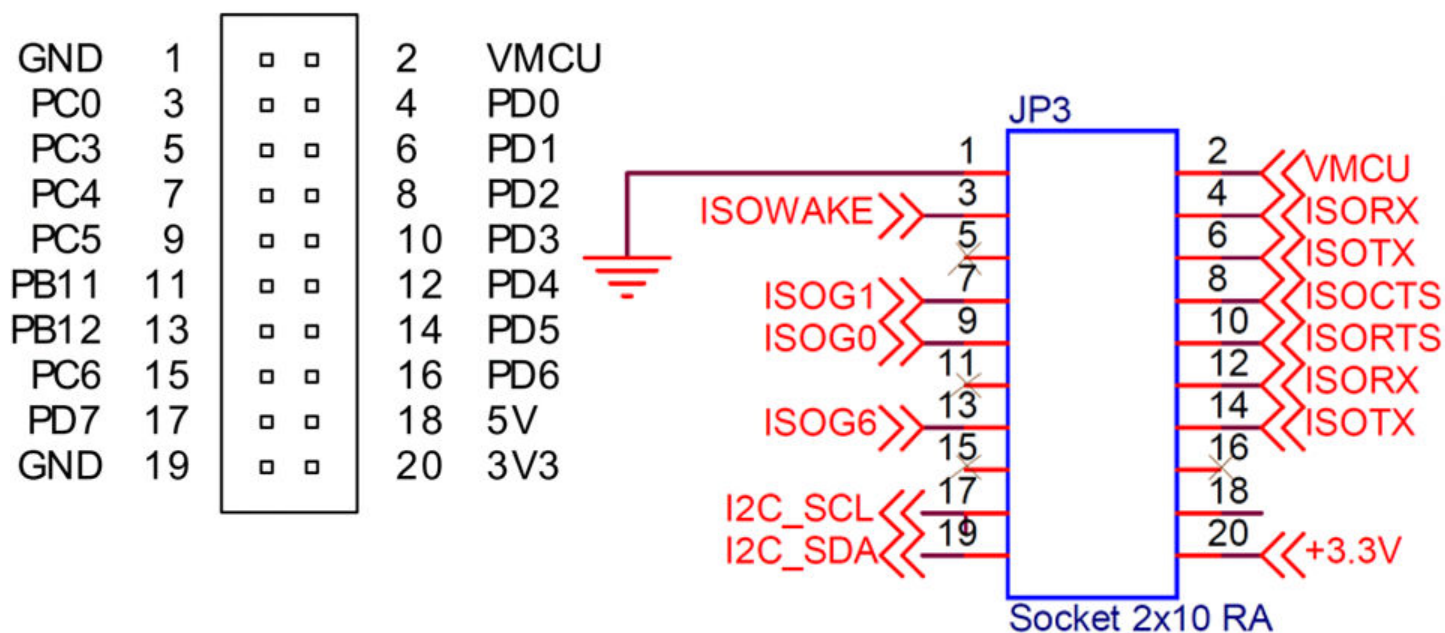 GND 1 2 VMCU
PC0 3 4 PD0
PC3 5 6 PD1
PC4 7 8 PD2
PC5 9 10 PD3
PB11 11 12 PD4
PB12 13 14 PD5
PC6 15 16 PD6
PD7 17 18 5V
GND 19 20 3V3
JP3
1 2 VMCU
ISOWAKE 3 4 ISORX
5 6 ISOTX
ISOG1 7 8 ISOCTS
ISOG0 9 10 ISORTS
11 12 ISORX
ISOG6 13 14 ISOTX
15 16
I2C_SCL 17 18
I2C_SDA 19 20 +3.3V
Socket 2x10 RA